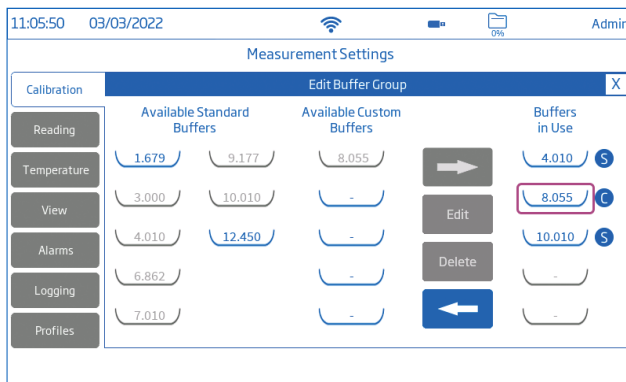 11:05:50 03/03/2022 0% Admin
Measurement Settings
Edit Buffer Group X
Calibration
Reading
Temperature
View
Alarms
Logging
Profiles
Available Standard
Buffers
1.679 9.177
3.000 10.010
4.010 12.450
6.862
7.010
Available Custom
Buffers
8.055
-
-
-
-
Edit
Delete
Buffers
in Use
4.010 S
8.055 C
10.010 S
-
-